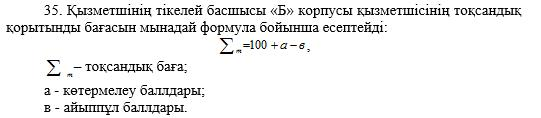 35. Қызметшінің тікелей басшысы «Б» корпусы қызметшісінің тоқсандық
қорытынды бағасын мынадай формула бойынша есептейді:
∑ т=100 + а – в ,
∑ т – тоқсандық баға;
а - көтермелеу баллдары;
в - айыппұл баллдары.